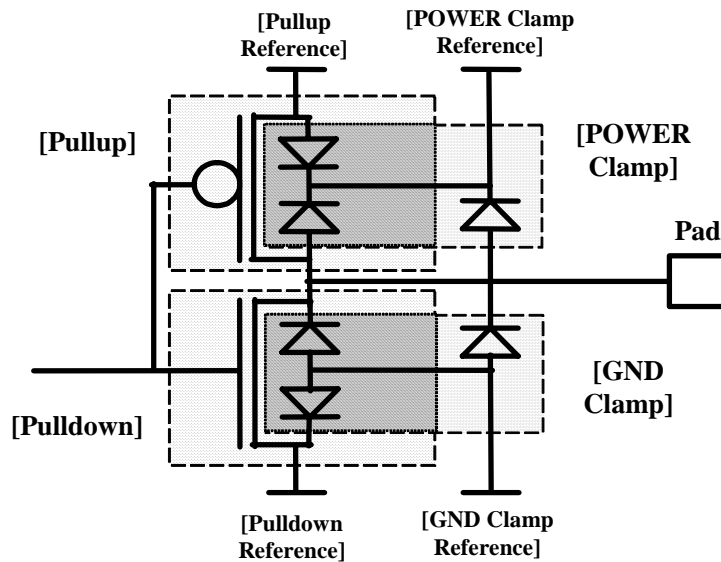 [Pullup
Reference]
[POWER Clamp
Reference]
[Pullup]
[POWER
Clamp]
Pad
[GND
Clamp]
[Pulldown]
[Pulldown
Reference]
[GND Clamp
Reference]